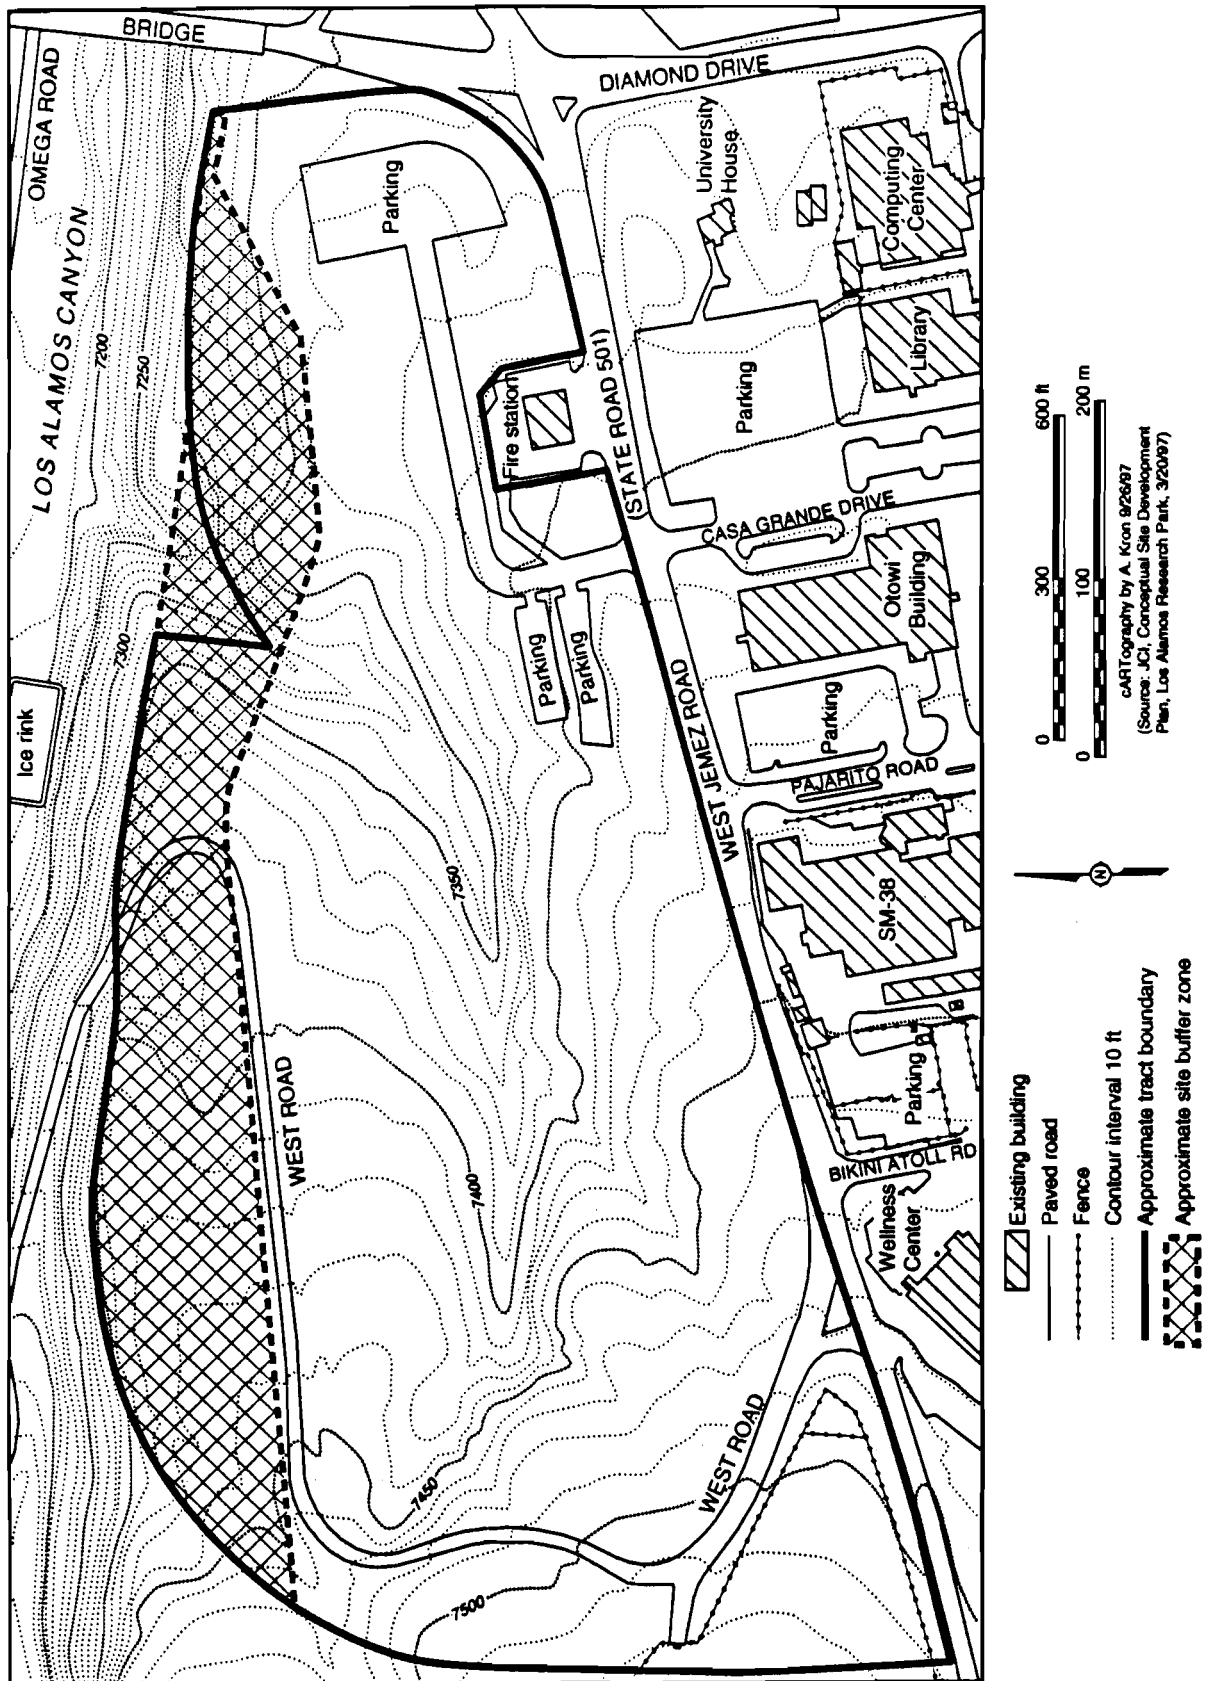 BRIDGE
OMEGA ROAD
LOS ALAMOS CANYON
7200
7250
7300
Ice rink
DIAMOND DRIVE
Parking
University
House
Computing
Center
Fire station
(STATE ROAD 501)
Parking
Library
CASA GRANDE DRIVE
Otowi
Building
Parking
Parking
WEST JEMEZ ROAD
Parking
PAJARITO ROAD
7350
SM-38
WEST ROAD
Parking
7400
BIKINI ATOLL RD
Wellness
Center
7450
WEST ROAD
7500
Existing building
Paved road
Fence
Contour interval 10 ft
Approximate tract boundary
Approximate site buffer zone
N
0 300 600 ft
0 100 200 m
cARTography by A. Kron 9/26/97
(Source: JCI, Conceptual Site Development
Plan, Los Alamos Research Park, 3/20/97)